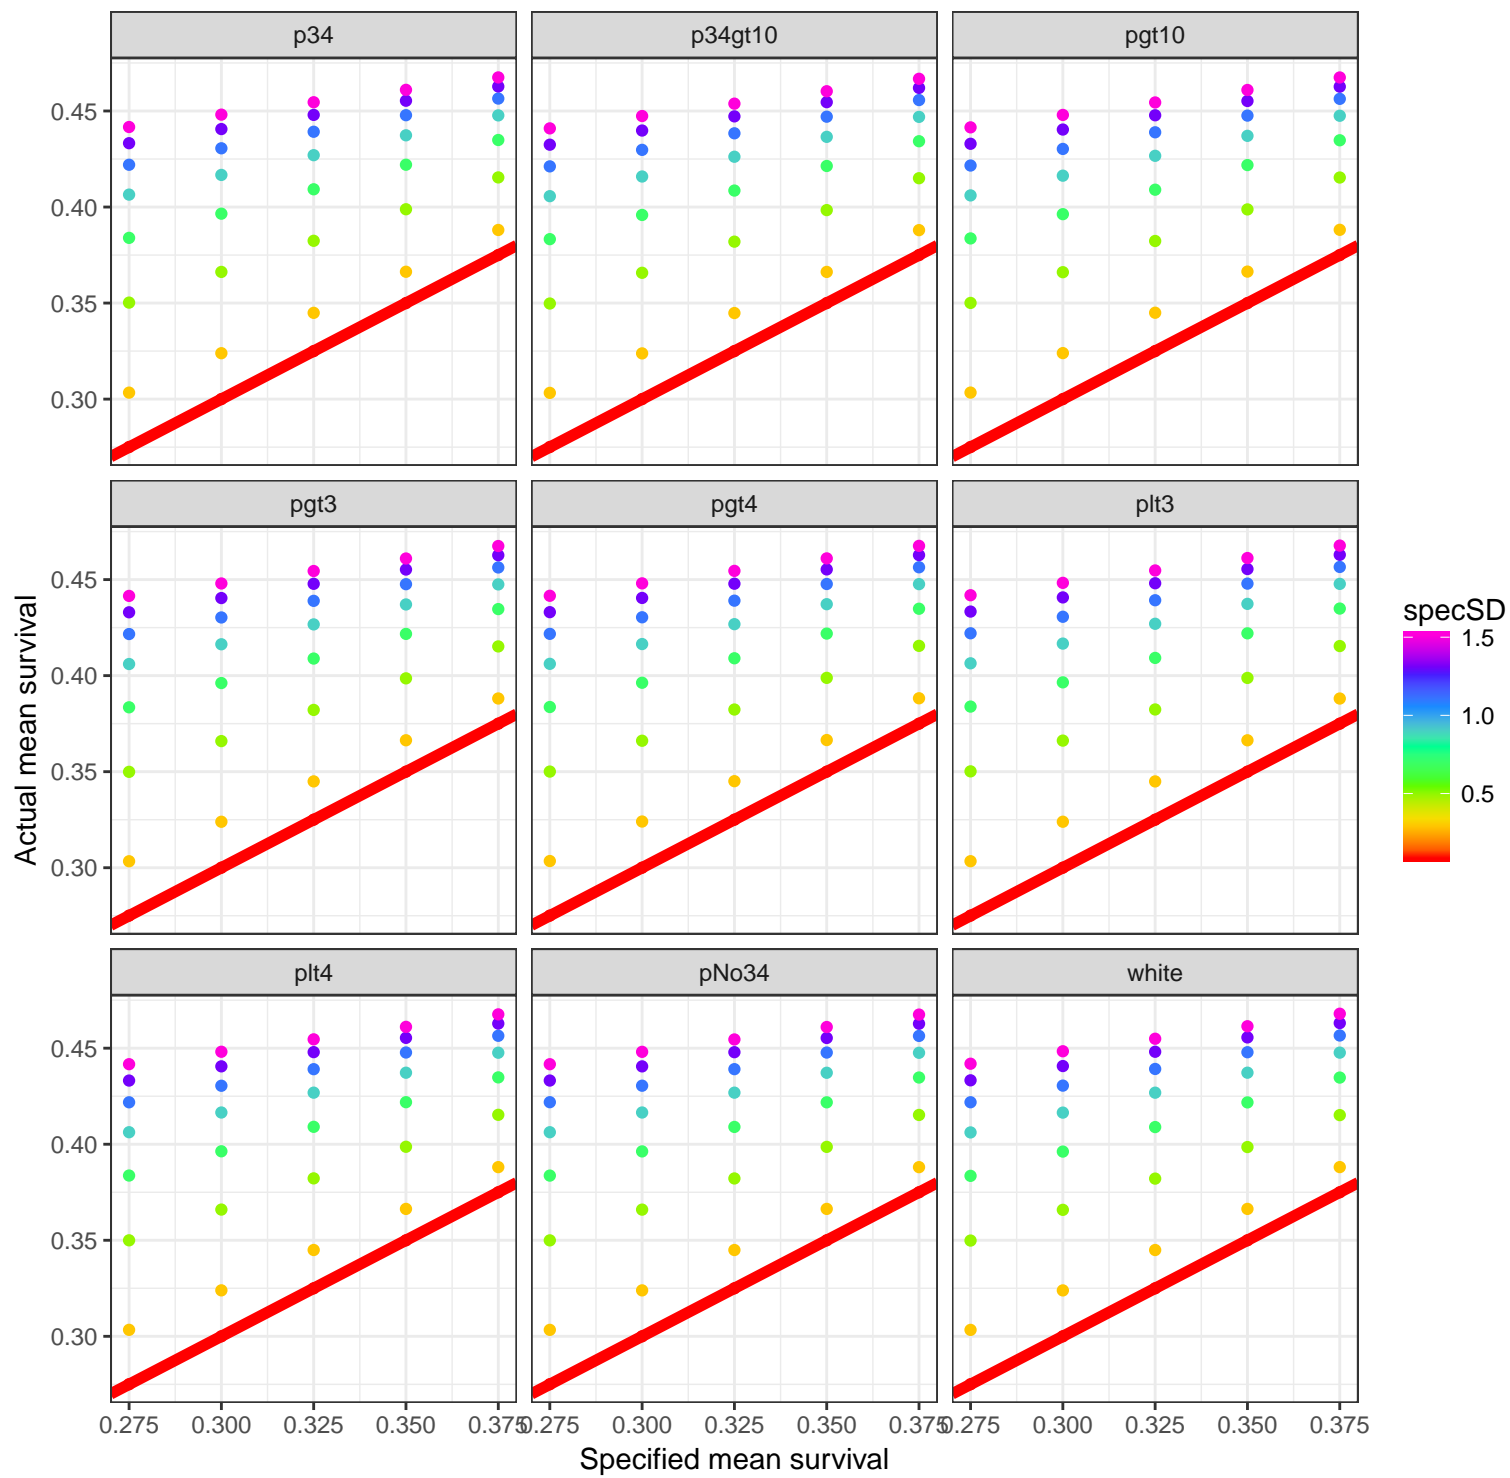 p34 p34gt10 pgt10
0.45
0.40
0.35
0.30
pgt3 pgt4 plt3
0.45
0.40
0.35
0.30
plt4 pNo34 white
0.45
0.40
0.35
0.30
0.275 0.300 0.325 0.350 0.375 0.275 0.300 0.325 0.350 0.375 0.275 0.300 0.325 0.350 0.375
Specified mean survival
Actual mean survival
specSD
1.5
1.0
0.5